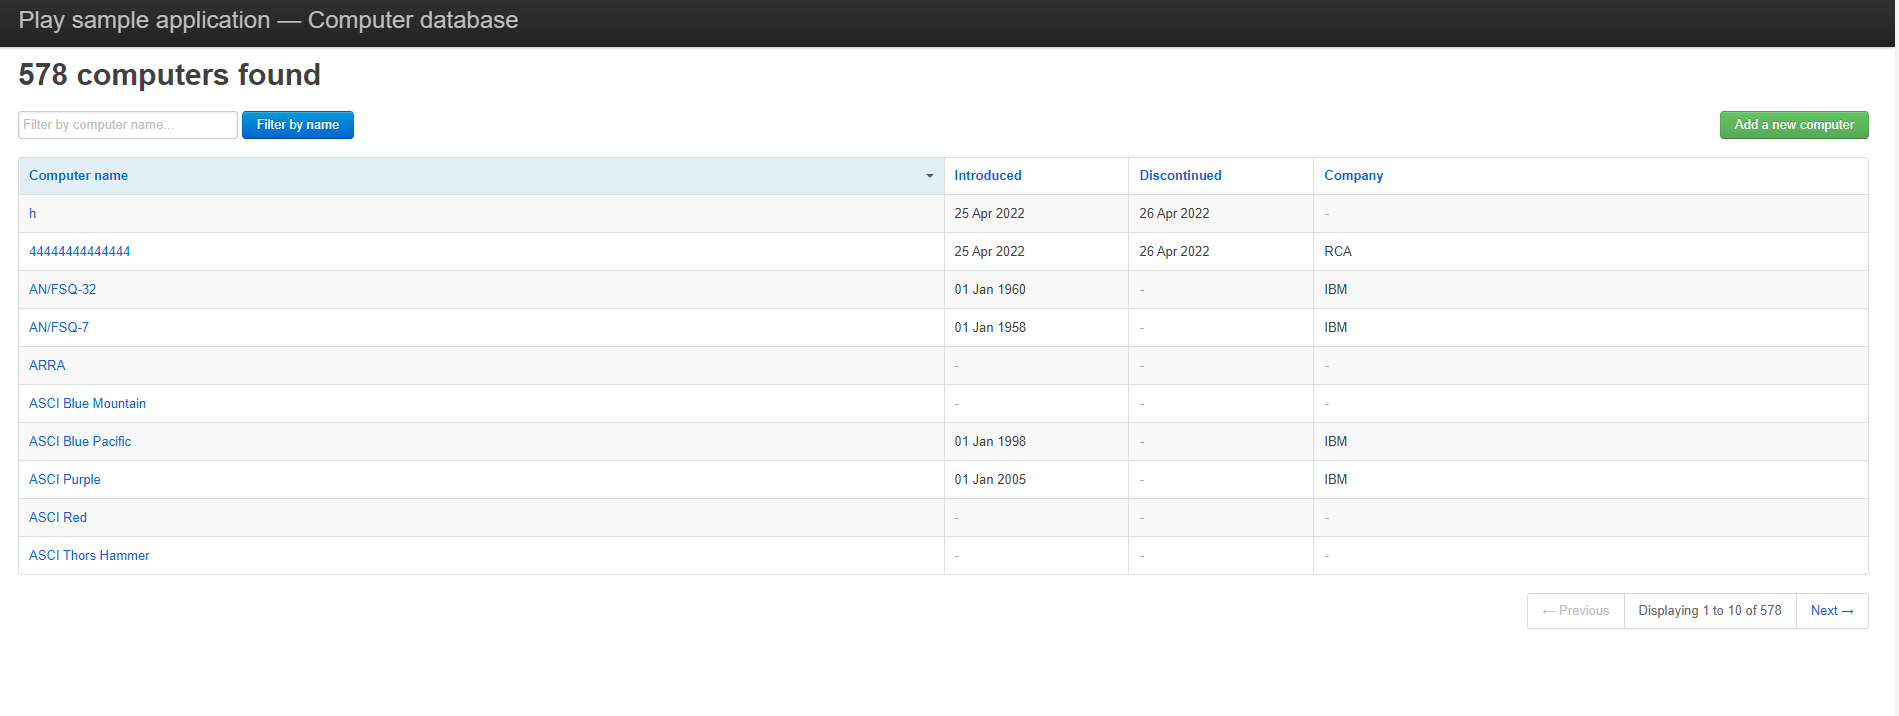 Play sample application — Computer database
578 computers found
Filter by computer name... Filter by name Add a new computer
Computer name Introduced Discontinued Company
h 25 Apr 2022 26 Apr 2022 -
44444444444444 25 Apr 2022 26 Apr 2022 RCA
AN/FSQ-32 01 Jan 1960 - IBM
AN/FSQ-7 01 Jan 1958 - IBM
ARRA - - -
ASCI Blue Mountain - - -
ASCI Blue Pacific 01 Jan 1998 - IBM
ASCI Purple 01 Jan 2005 - IBM
ASCI Red - - -
ASCI Thors Hammer - - -
← Previous Displaying 1 to 10 of 578 Next →